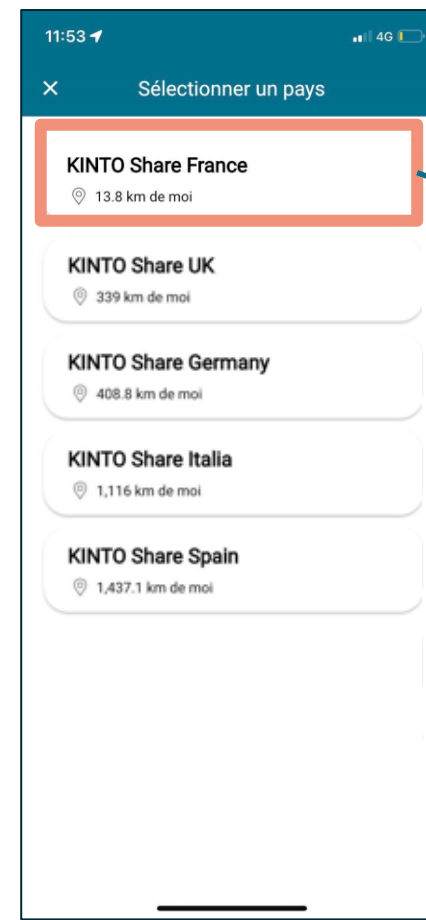 11:53 4G
Sélectionner un pays
KINTO Share France
13.8 km de moi
KINTO Share UK
339 km de moi
KINTO Share Germany
408.8 km de moi
KINTO Share Italia
1,116 km de moi
KINTO Share Spain
1,437.1 km de moi